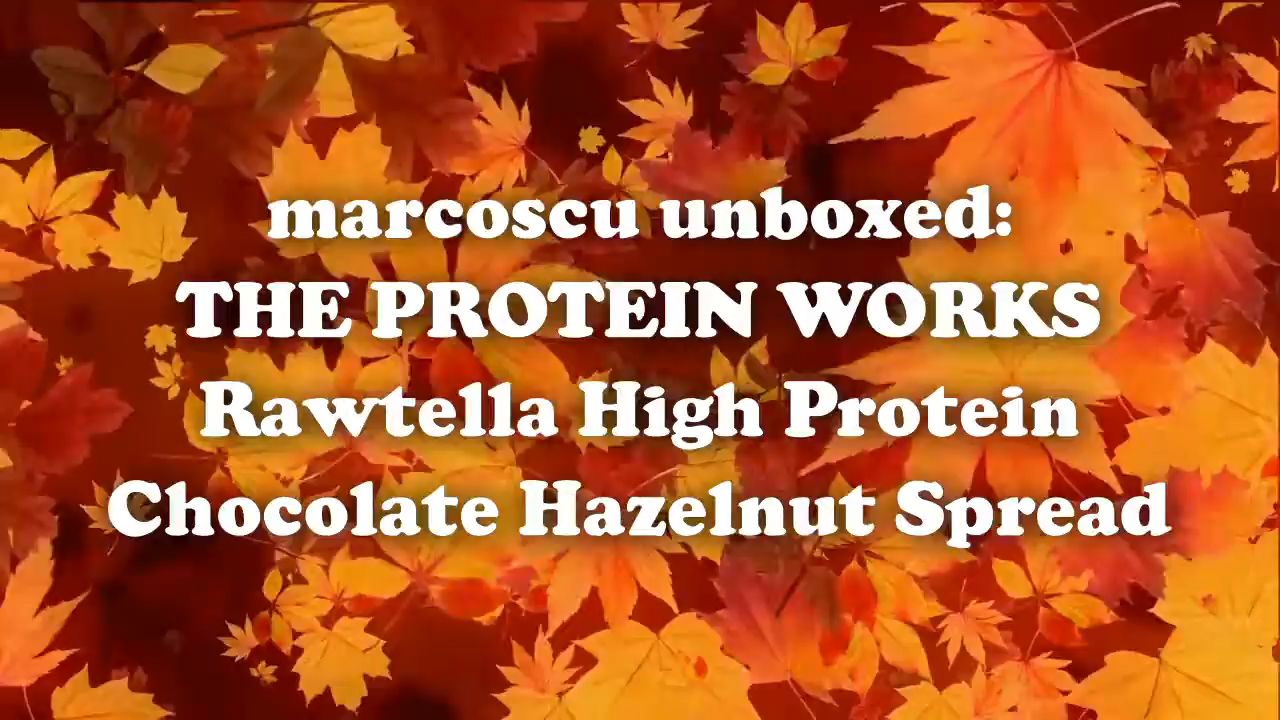 marcoscu unboxed:
THE PROTEIN WORKS
Rawtella High Protein
Chocolate Hazelnut Spread